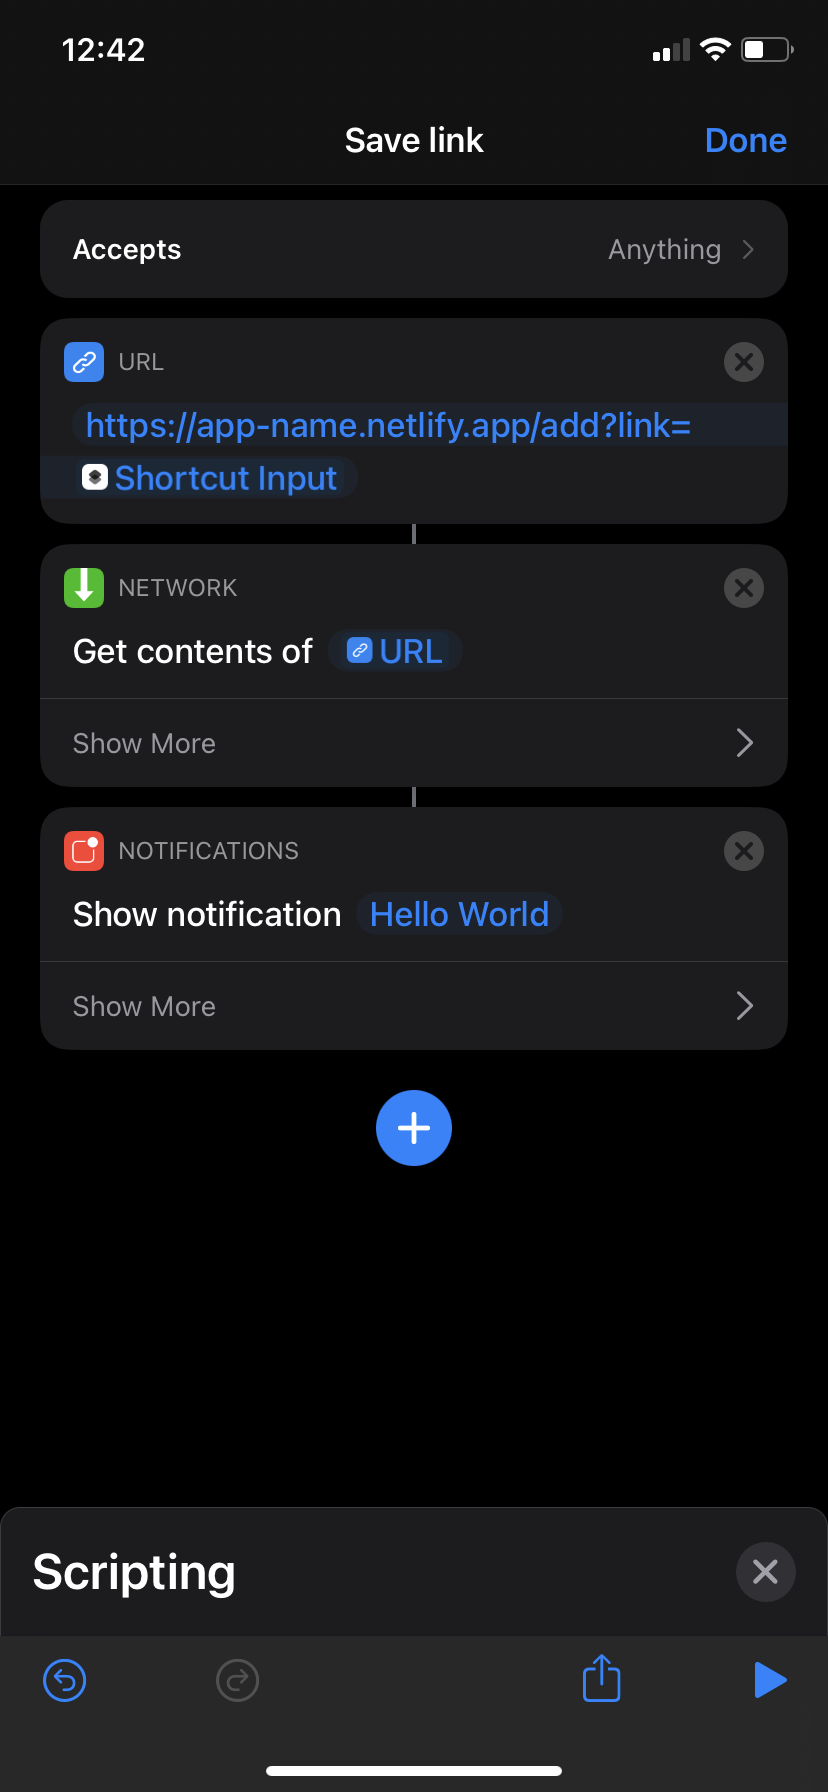 12:42
Save link
Done
Accepts
Anything
URL
https://app-name.netlify.app/add?link=
Shortcut Input
NETWORK
Get contents of URL
Show More
NOTIFICATIONS
Show notification Hello World
Show More
Scripting